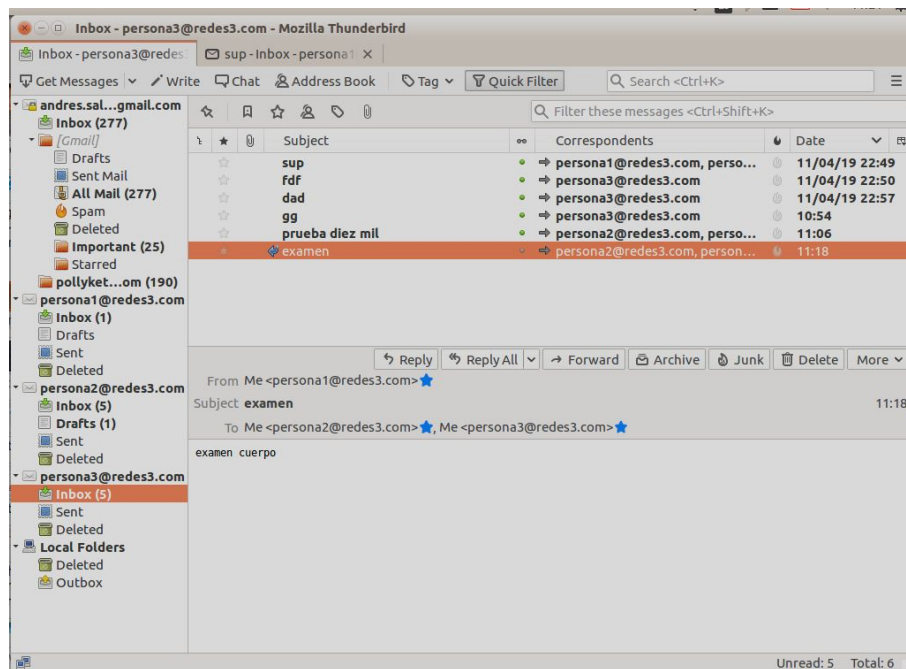 Inbox - persona3@redes3.com - Mozilla Thunderbird
Inbox - persona3@redes sup - Inbox - persona1
Get Messages Write Chat Address Book Tag Quick Filter Search <Ctrl+K>
andres.sal...gmail.com
Inbox (277)
[Gmail]
Drafts
Sent Mail
All Mail (277)
Spam
Deleted
Important (25)
Starred
pollyket...om (190)
persona1@redes3.com
Inbox (1)
Drafts
Sent
Deleted
persona2@redes3.com
Inbox (5)
Drafts (1)
Sent
Deleted
persona3@redes3.com
Inbox (5)
Sent
Deleted
Local Folders
Deleted
Outbox
Filter these messages <Ctrl+Shift+K>
Subject Correspondents Date
sup persona1@redes3.com, perso... 11/04/19 22:49
fdf persona3@redes3.com 11/04/19 22:50
dad persona3@redes3.com 11/04/19 22:57
gg persona3@redes3.com 10:54
prueba diez mil persona2@redes3.com, perso... 11:06
examen persona2@redes3.com, person... 11:18
Reply Reply All Forward Archive Junk Delete More
From Me <persona1@redes3.com>
Subject examen 11:18
To Me <persona2@redes3.com>, Me <persona3@redes3.com>
examen cuerpo
Unread: 5 Total: 6